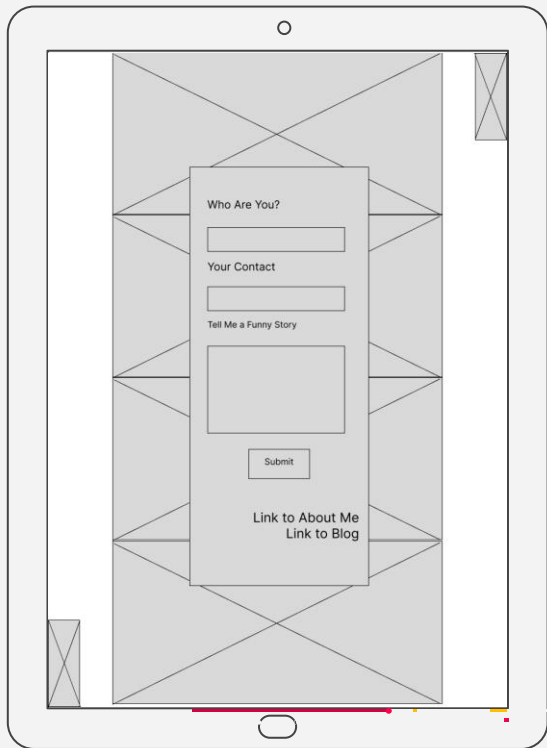 Who Are You?
Your Contact
Tell Me a Funny Story
Submit
Link to About Me
Link to Blog